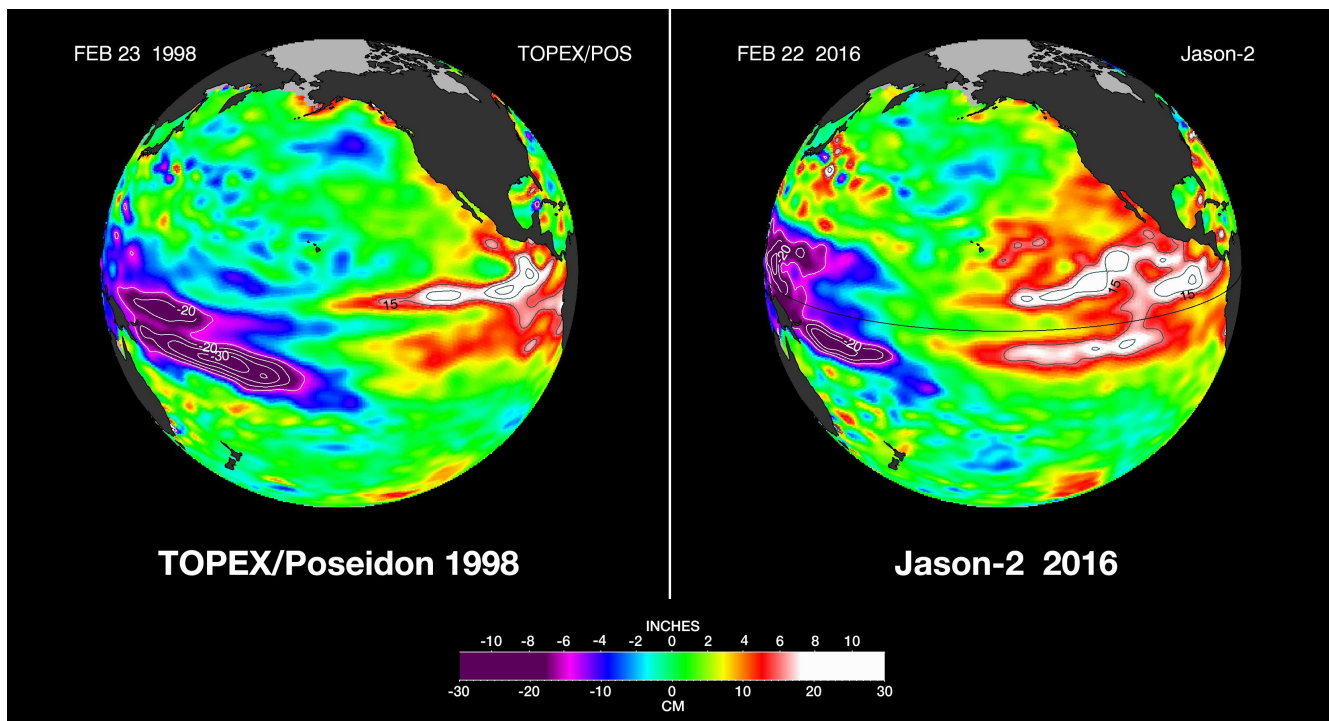 FEB 23 1998
TOPEX/POS
-20
-20
-30
15
TOPEX/Poseidon 1998
FEB 22 2016
Jason-2
-20
-20
15
15
Jason-2 2016
INCHES
-10 -8 -6 -4 -2 0 2 4 6 8 10
-30 -20 -10 0 10 20 30
CM